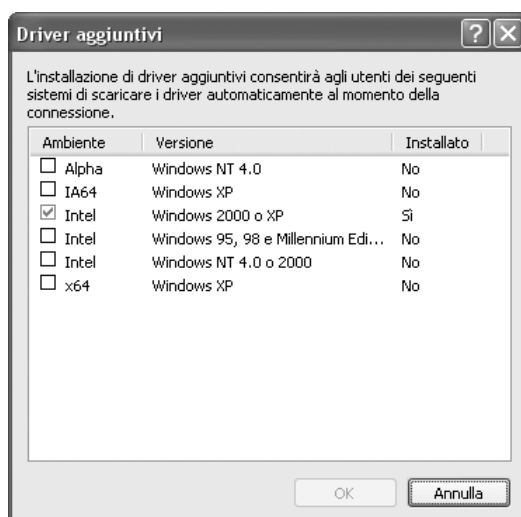 Driver aggiuntivi
L'installazione di driver aggiuntivi consentirà agli utenti dei seguenti
sistemi di scaricare i driver automaticamente al momento della
connessione.
Ambiente Versione Installato
Alpha Windows NT 4.0 No
IA64 Windows XP No
Intel Windows 2000 o XP Sì
Intel Windows 95, 98 e Millennium Edi... No
Intel Windows NT 4.0 o 2000 No
x64 Windows XP No
OK Annulla